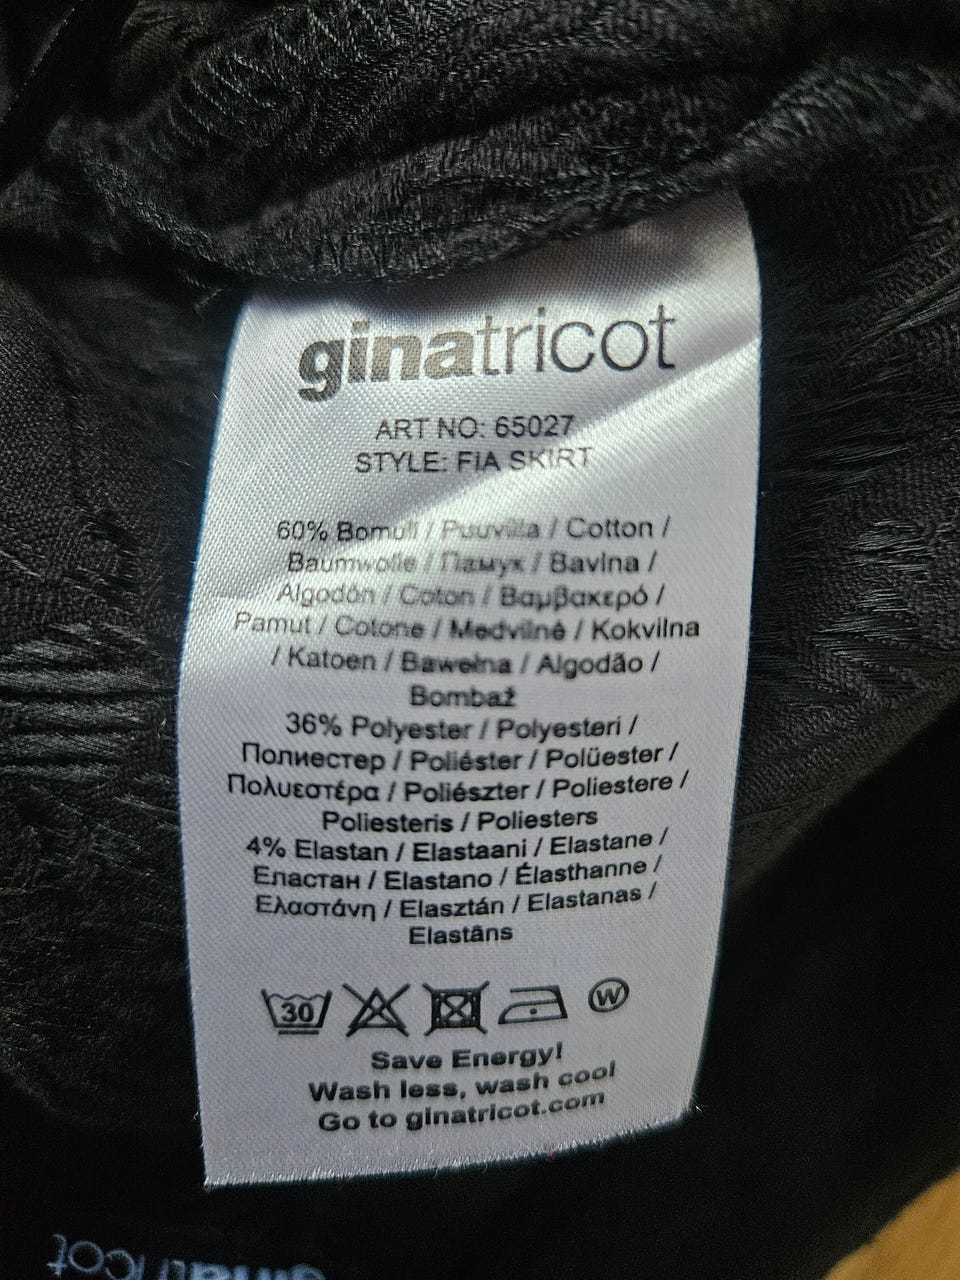 ginatricot
ART NO: 65027
STYLE: FIA SKIRT
60% Bomull / Puuvilla / Cotton /
Baumwolle / Памук / Bavlna /
Algodón / Coton / Βαμβακερό /
Pamut / Cotone / Medvilnė / Kokvilna
/ Katoen / Bawełna / Algodão /
Bombaž
36% Polyester / Polyesteri /
Полиестер / Poliéster / Polüester /
Πολυεστέρα / Poliészter / Poliestere /
Poliesteris / Poliesters
4% Elastan / Elastaani / Elastane /
Еластан / Elastano / Élasthanne /
Ελαστάνη / Elasztán / Elastanas /
Elastāns
30
W
Save Energy!
Wash less, wash cool
Go to ginatricot.com
ginatricot